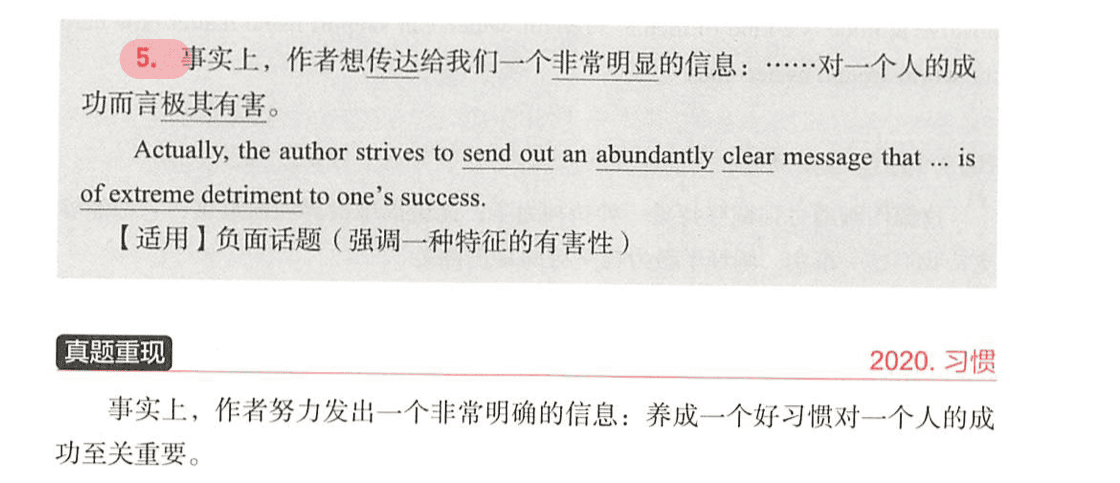 5. 事实上，作者想传达给我们一个非常明显的信息：……对一个人的成
功而言极其有害。
Actually, the author strives to send out an abundantly clear message that ... is
of extreme detriment to one's success.
【适用】负面话题（强调一种特征的有害性）
真题重现
2020. 习惯
事实上，作者努力发出一个非常明确的信息：养成一个好习惯对一个人的成
功至关重要。